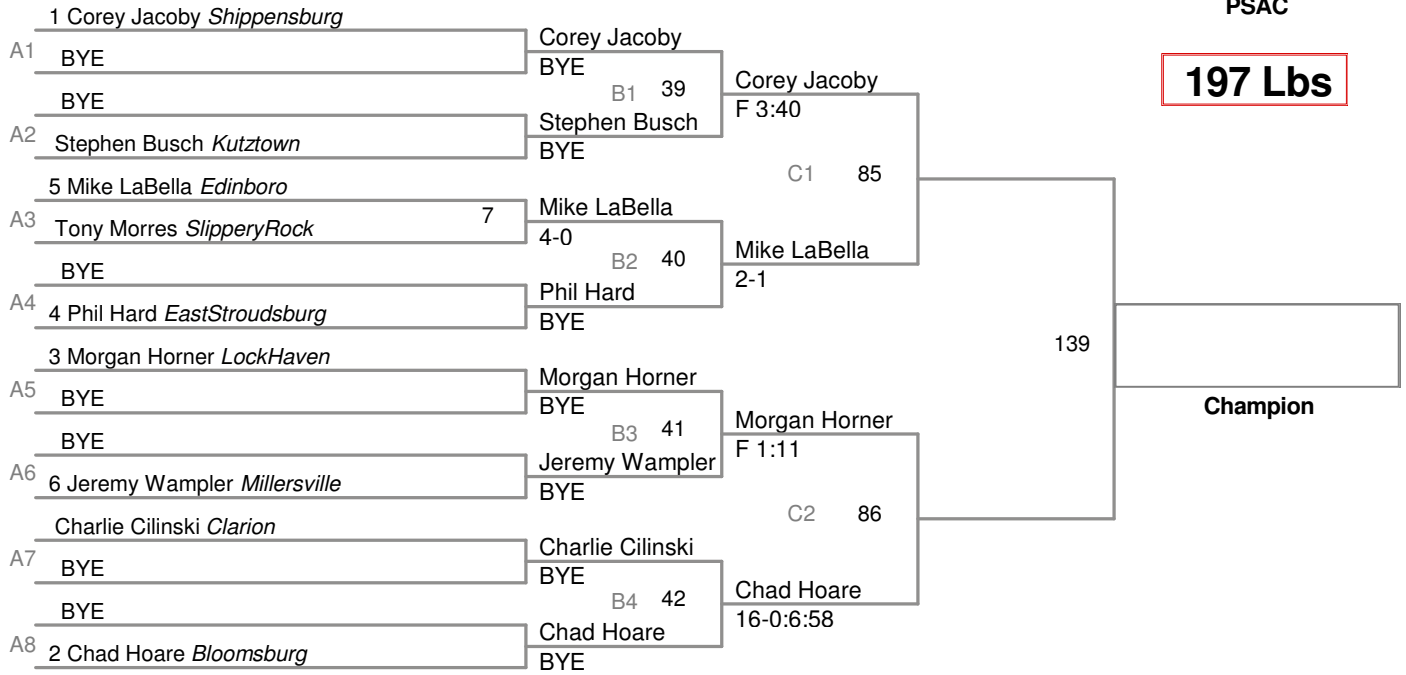 PSAC
197 Lbs
1 Corey Jacoby Shippensburg
A1
BYE
Corey Jacoby
BYE
BYE
A2
Stephen Busch Kutztown
Stephen Busch
BYE
B1 39
Corey Jacoby
F 3:40
5 Mike LaBella Edinboro
A3
Tony Morres SlipperyRock
7
Mike LaBella
4-0
BYE
A4
4 Phil Hard EastStroudsburg
Phil Hard
BYE
B2 40
Mike LaBella
2-1
C1 85
3 Morgan Horner LockHaven
A5
BYE
Morgan Horner
BYE
BYE
A6
6 Jeremy Wampler Millersville
Jeremy Wampler
BYE
B3 41
Morgan Horner
F 1:11
Charlie Cilinski Clarion
A7
BYE
Charlie Cilinski
BYE
BYE
A8
2 Chad Hoare Bloomsburg
Chad Hoare
BYE
B4 42
Chad Hoare
16-0:6:58
C2 86
139
Champion